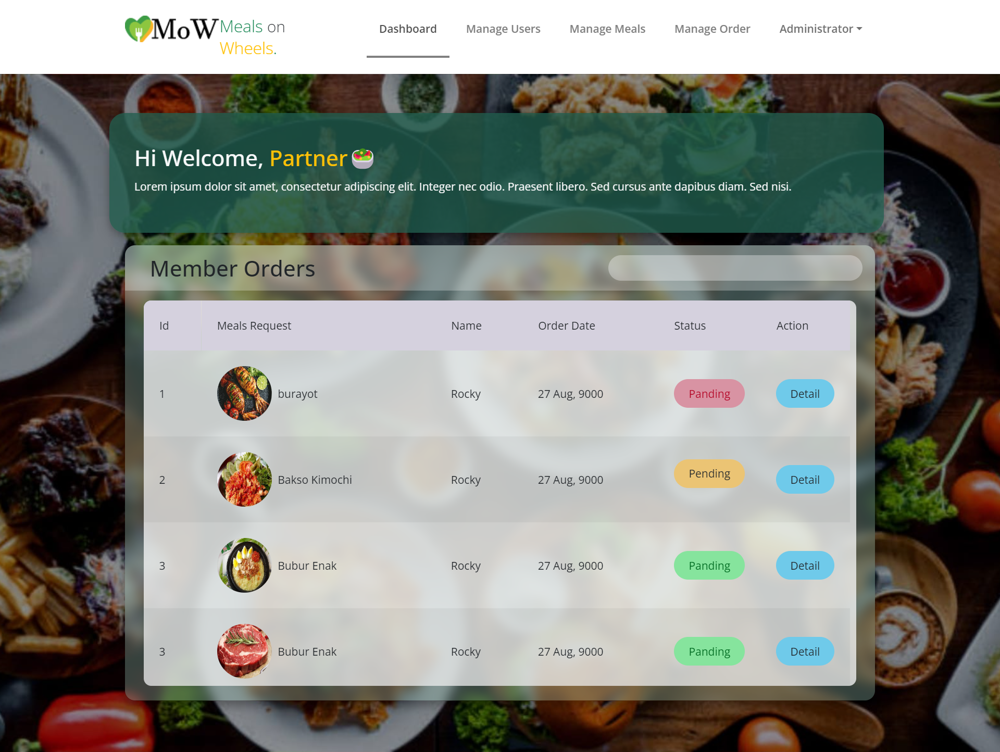 MoW Meals on
Wheels.
Dashboard
Manage Users
Manage Meals
Manage Order
Administrator
Hi Welcome, Partner
Lorem ipsum dolor sit amet, consectetur adipiscing elit. Integer nec odio. Praesent libero. Sed cursus ante dapibus diam. Sed nisi.
Member Orders
Id Meals Request Name Order Date Status Action
1 burayot Rocky 27 Aug, 9000 Panding Detail
2 Bakso Kimochi Rocky 27 Aug, 9000 Pending Detail
3 Bubur Enak Rocky 27 Aug, 9000 Panding Detail
3 Bubur Enak Rocky 27 Aug, 9000 Panding Detail